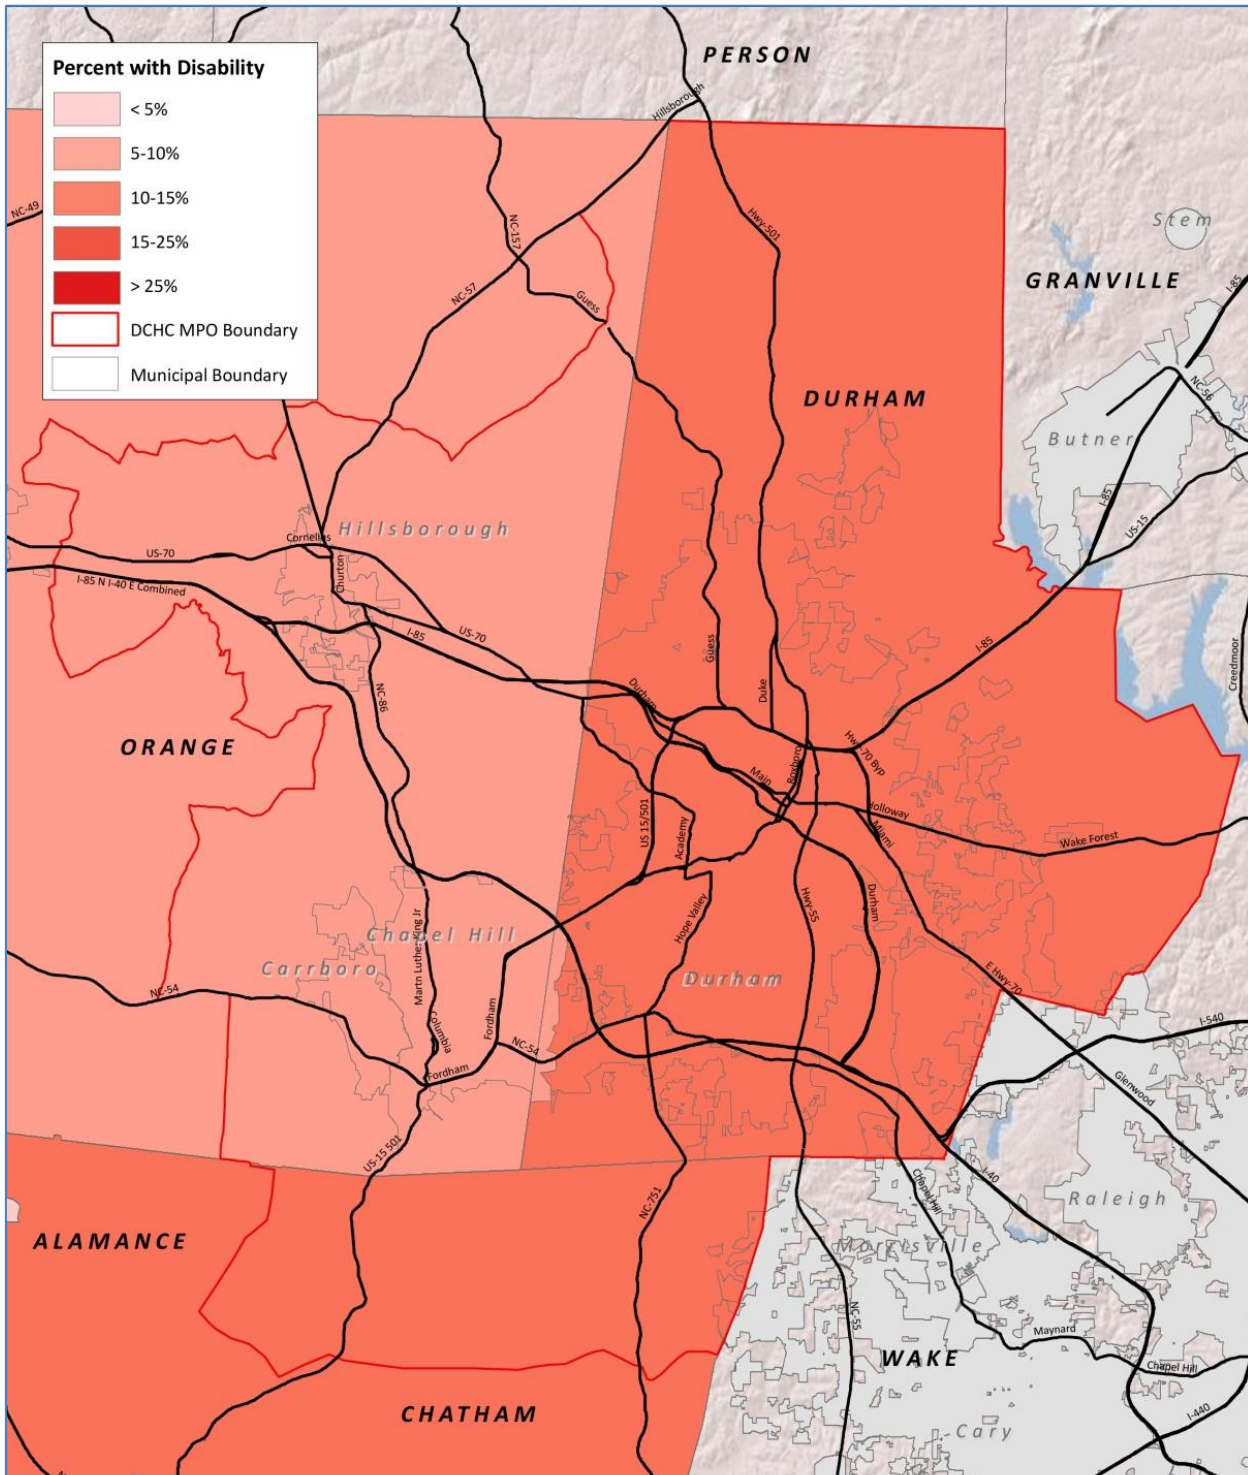 PERSON
Percent with Disability
< 5%
5-10%
10-15%
15-25%
> 25%
DCHC MPO Boundary
Municipal Boundary
Hillsborough
NC-49
NC-157
Hwy-501
Stem
GRANVILLE
I-85
NC-57
Guess
DURHAM
NC-56
Butner
I-85
US-15
Hillsborough
Cornelius
US-70
Churton
I-85 N I-40 E Combined
I-85
US-70
Guess
I-85
Creedmoor
Duke
Durham
NC-86
ORANGE
Hwy-70 Byp
Roxboro
Main
Holloway
US 15/501
Academy
Miami
Wake Forest
Durham
Hwy-55
Hope Valley
Martn Luther King Jr
Chapel Hill
Carrboro
Durham
E Hwy-70
NC-54
Columbia
Fordham
NC-54
Fordham
I-540
Glenwood
US-15 501
I-40
Chapel Hill
NC-751
Raleigh
ALAMANCE
Morrisville
NC-55
Maynard
WAKE
Chapel Hill
CHATHAM
I-440
Cary